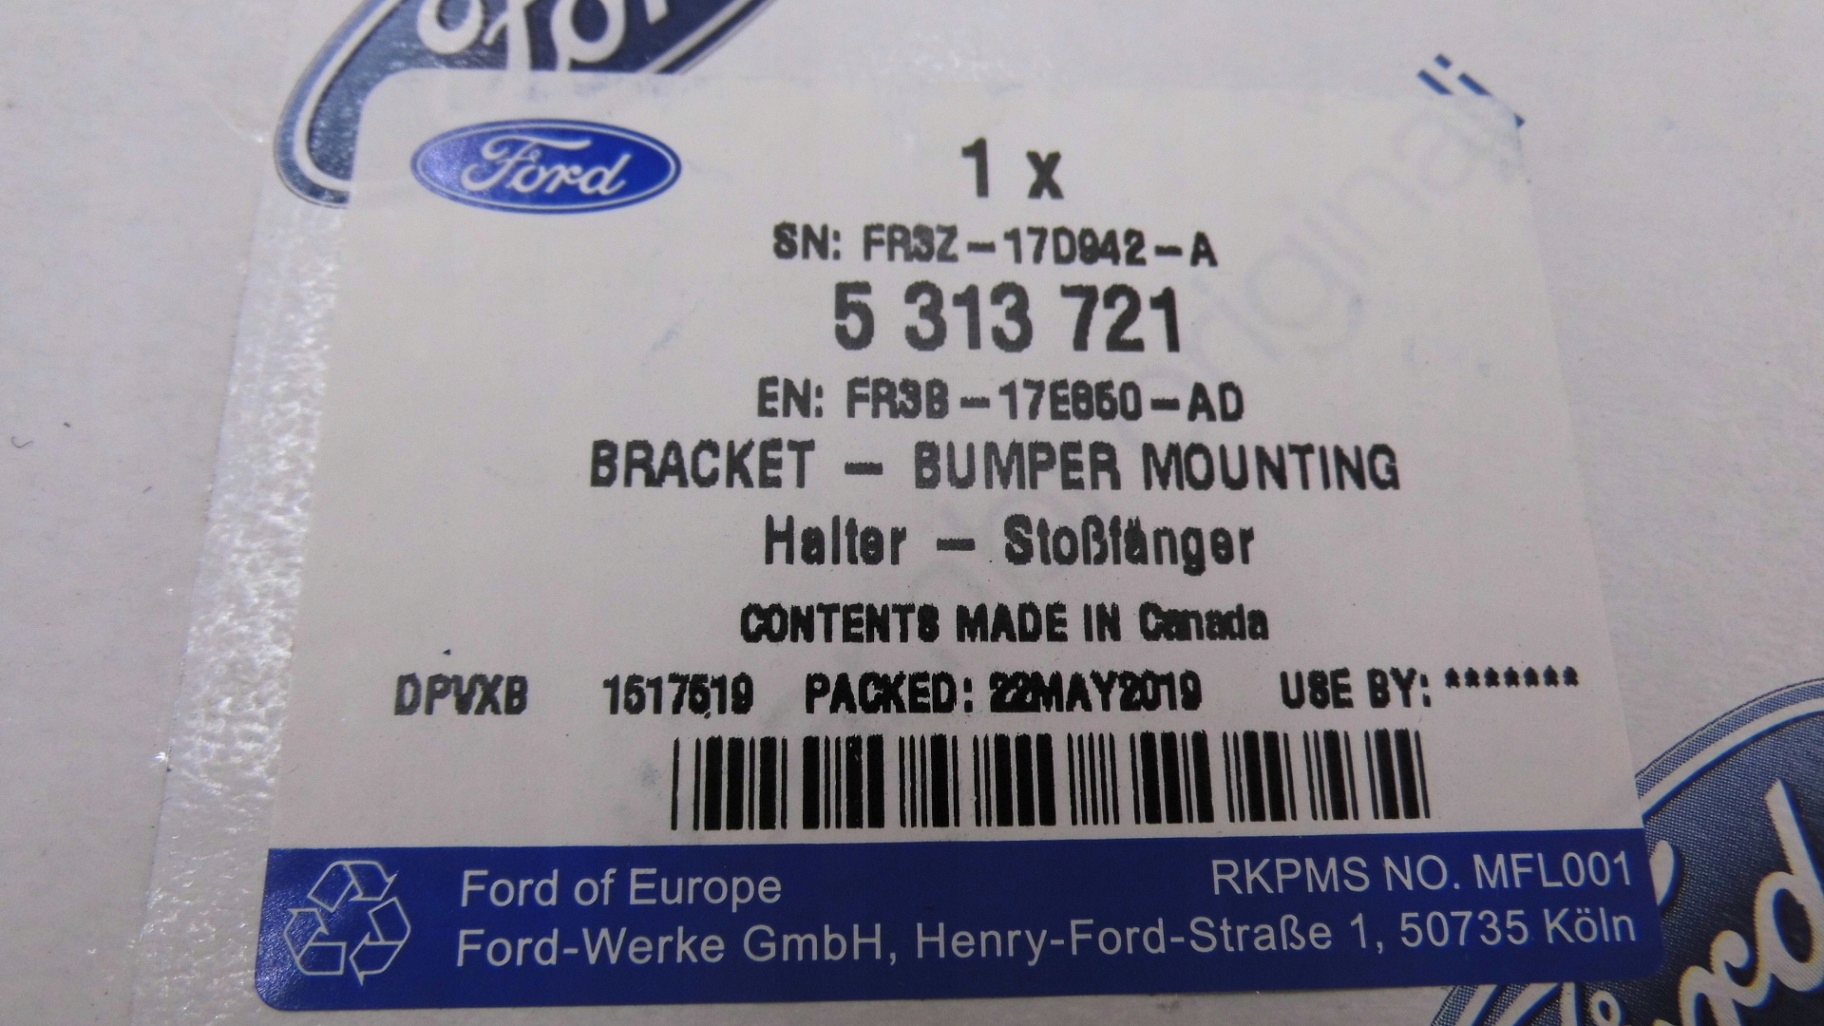 Ford
1 x
SN: FR3Z-17D942-A
5 313 721
EN: FR3B-17E850-AD
BRACKET - BUMPER MOUNTING
Halter - Stoßfänger
CONTENTS MADE IN Canada
DPVXB 1517519 PACKED: 22MAY2019 USE BY: *******
Ford of Europe RKPMS NO. MFL001
Ford-Werke GmbH, Henry-Ford-Straße 1, 50735 Köln